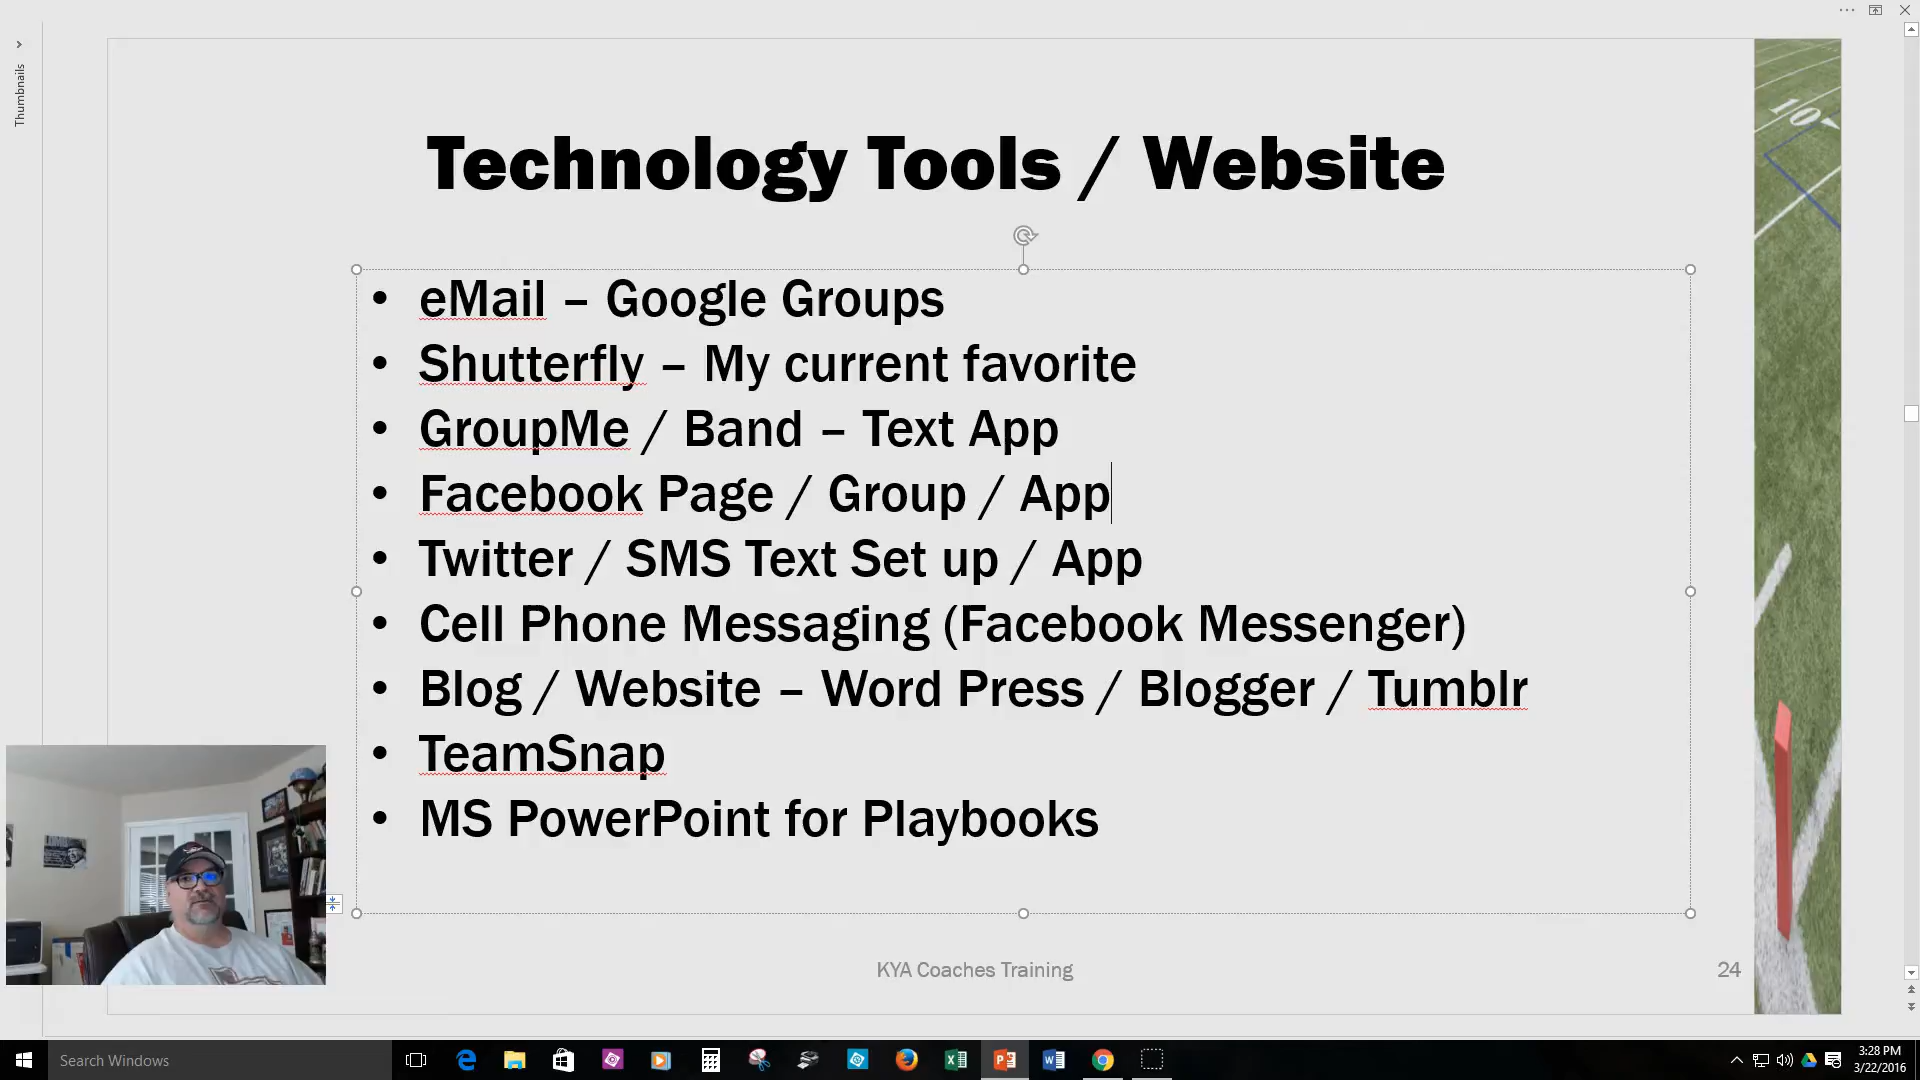 Thumbnails
Technology Tools / Website
• eMail – Google Groups
• Shutterfly – My current favorite
• GroupMe / Band – Text App
• Facebook Page / Group / App
• Twitter / SMS Text Set up / App
• Cell Phone Messaging (Facebook Messenger)
• Blog / Website – Word Press / Blogger / Tumblr
• TeamSnap
• MS PowerPoint for Playbooks
KYA Coaches Training
24
10
Search Windows
3:28 PM
3/22/2016